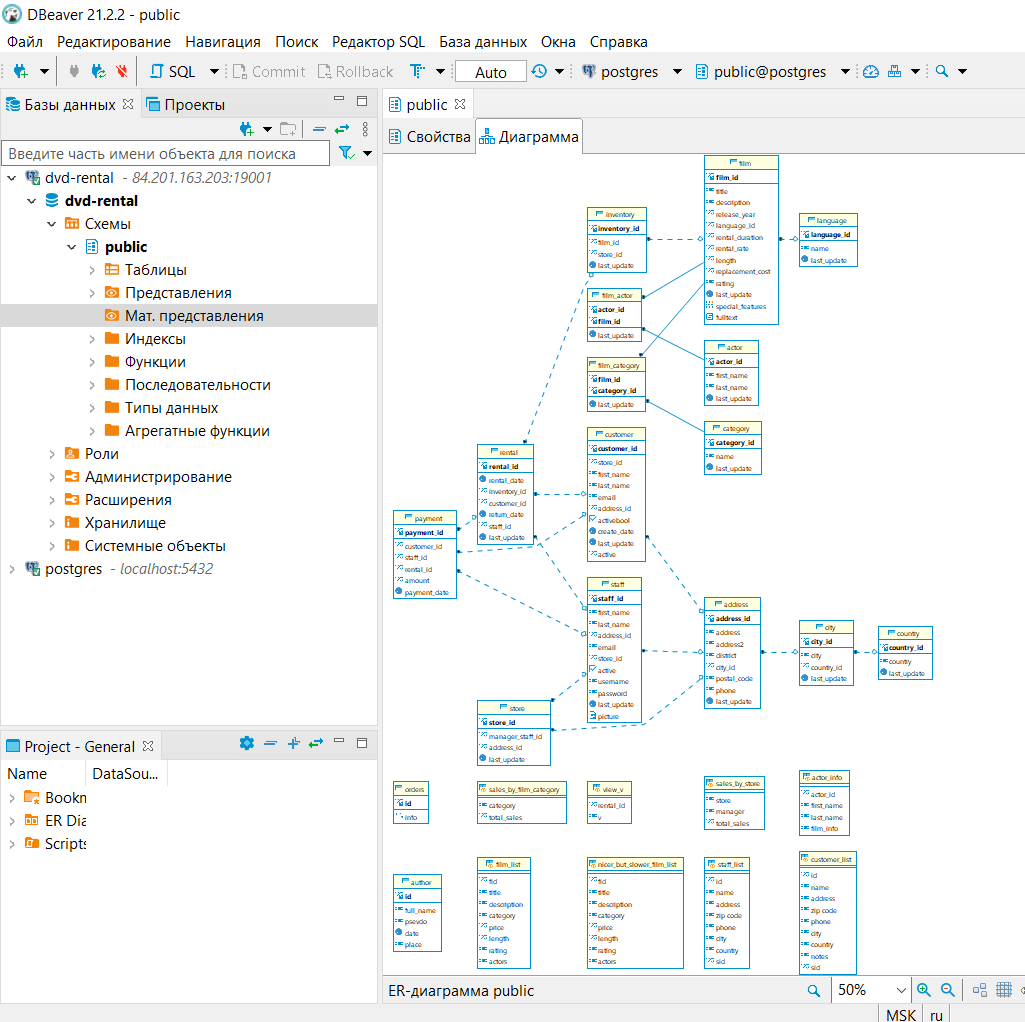 DBeaver 21.2.2 - public
Файл Редактирование Навигация Поиск Редактор SQL База данных Окна Справка
SQL Commit Rollback Auto postgres public@postgres
Базы данных Проекты
Введите часть имени объекта для поиска
dvd-rental - 84.201.163.203:19001
dvd-rental
Схемы
public
Таблицы
Представления
Мат. представления
Индексы
Функции
Последовательности
Типы данных
Агрегатные функции
Роли
Администрирование
Расширения
Хранилище
Системные объекты
postgres - localhost:5432
Project - General
Name DataSou...
Bookn
ER Dia
Scripts
public
Свойства Диаграмма
film
film_id
title
description
release_year
language_id
rental_duration
rental_rate
length
replacement_cost
rating
last_update
special_features
fulltext
language
language_id
name
last_update
inventory
inventory_id
film_id
store_id
last_update
film_actor
actor_id
film_id
last_update
actor
actor_id
first_name
last_name
last_update
film_category
film_id
category_id
last_update
category
category_id
name
last_update
customer
customer_id
store_id
first_name
last_name
email
address_id
activebool
create_date
last_update
active
rental
rental_id
rental_date
inventory_id
customer_id
return_date
staff_id
last_update
payment
payment_id
customer_id
staff_id
rental_id
amount
payment_date
staff
staff_id
first_name
last_name
address_id
email
store_id
active
username
password
last_update
picture
address
address_id
address
address2
district
city_id
postal_code
phone
last_update
city
city_id
city
country_id
last_update
country
country_id
country
last_update
store
store_id
manager_staff_id
address_id
last_update
orders
id
info
sales_by_film_category
category
total_sales
view_v
rental_id
v
sales_by_store
store
manager
total_sales
actor_info
actor_id
first_name
last_name
film_info
author
id
full_name
psevdo
date
place
film_list
fid
title
description
category
price
length
rating
actors
nicer_but_slower_film_list
fid
title
description
category
price
length
rating
actors
staff_list
id
name
address
zip code
phone
city
country
sid
customer_list
id
name
address
zip code
phone
city
country
notes
sid
ER-диаграмма public 50%
MSK ru